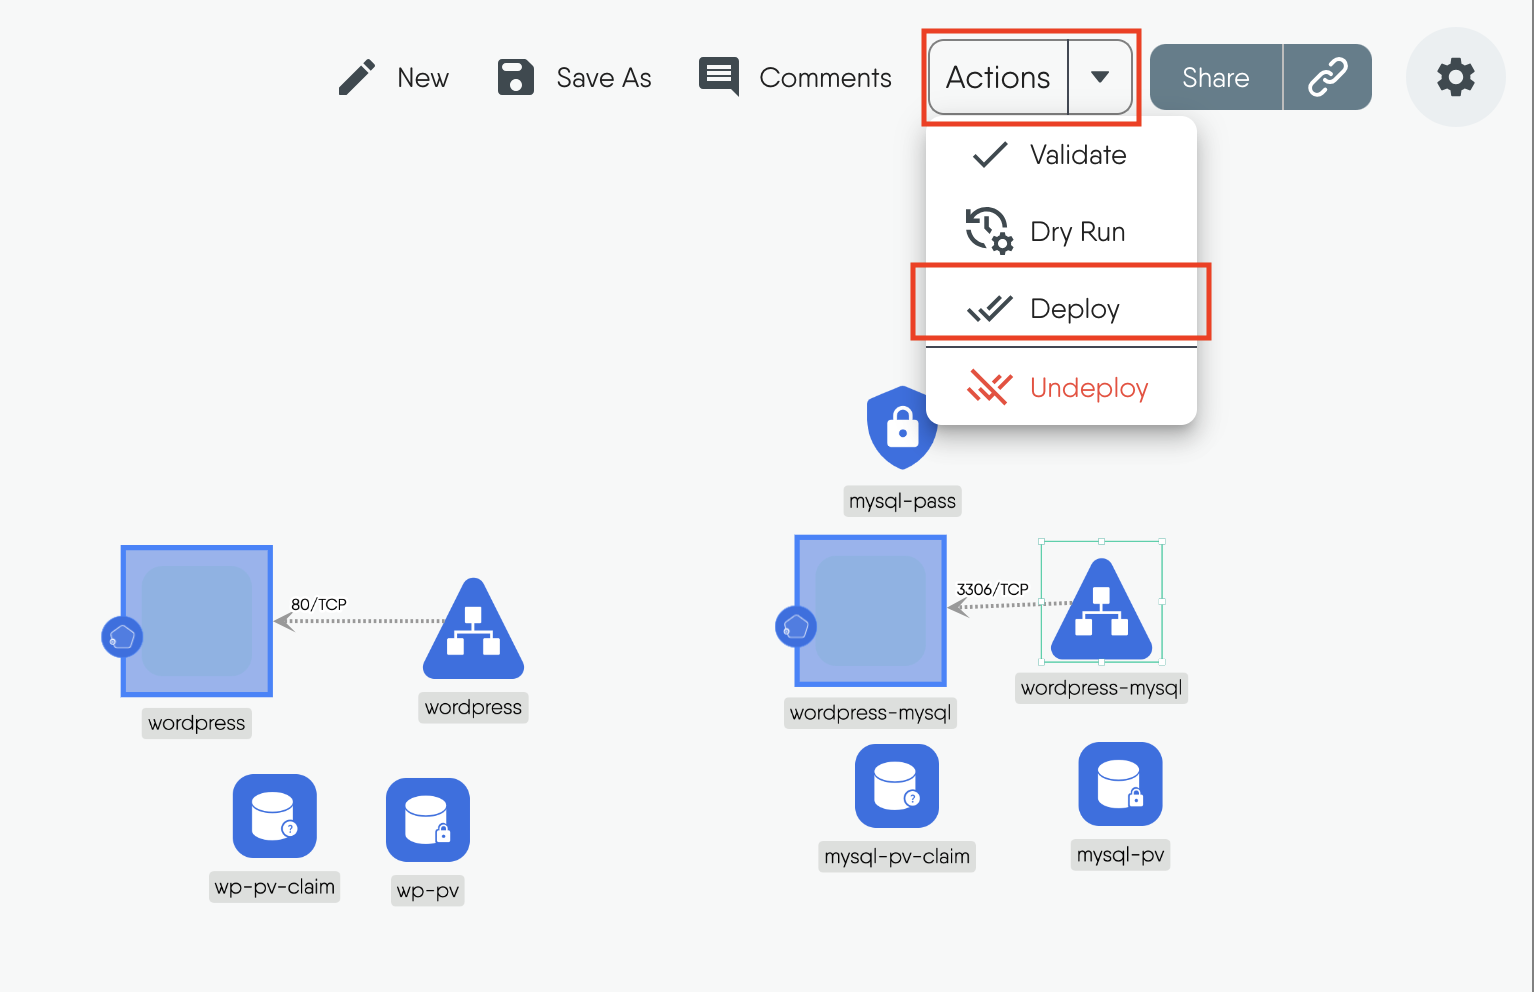 New
Save As
Comments
Actions
Share
Validate
Dry Run
Deploy
Undeploy
mysql-pass
80/TCP
3306/TCP
wordpress
wordpress
wordpress-mysql
wordpress-mysql
wp-pv-claim
wp-pv
mysql-pv-claim
mysql-pv